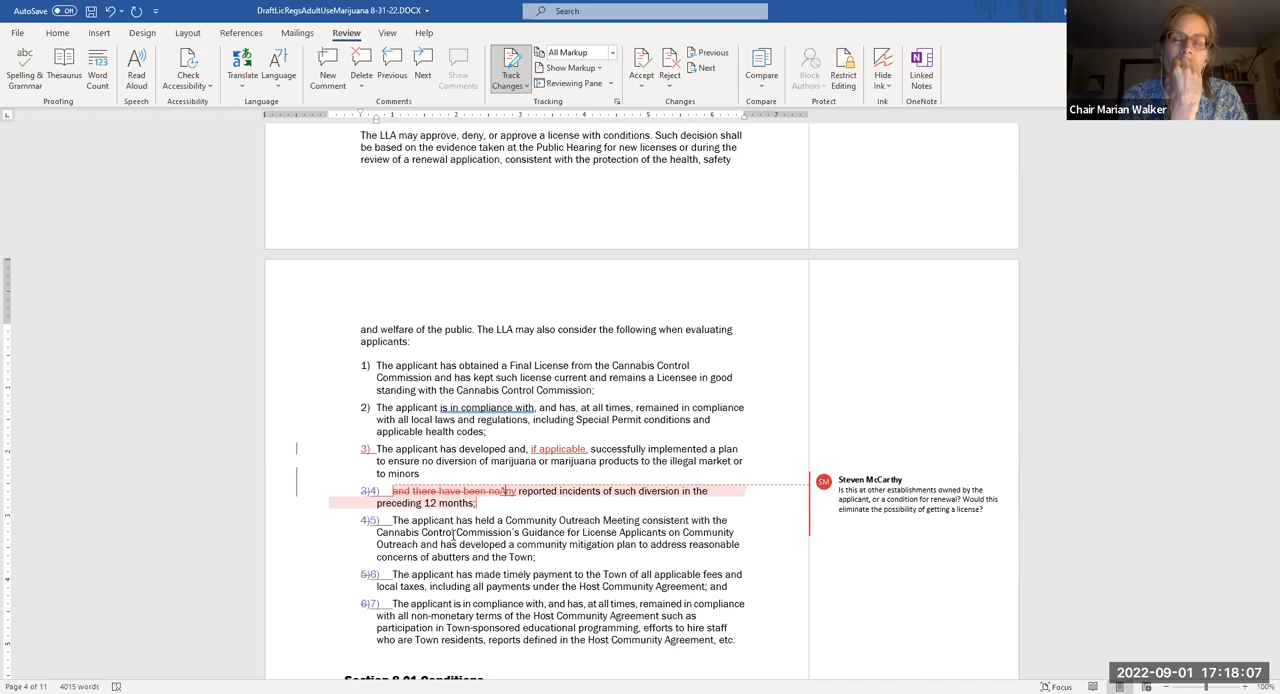 AutoSave Off DraftLicRegsAdultUseMarijuana 8-31-22.DOCX Search
File Home Insert Design Layout References Mailings Review View Help
abc Spelling & Grammar Thesaurus Word Count Read Aloud Check Accessibility Translate Language New Comment Delete Previous Next Show Comments Track Changes All Markup Show Markup Reviewing Pane Accept Reject Previous Next Compare Block Authors Restrict Editing Hide Ink Linked Notes
Proofing Speech Accessibility Language Comments Tracking Changes Compare Protect Ink OneNote
Chair Marian Walker
The LLA may approve, deny, or approve a license with conditions. Such decision shall
be based on the evidence taken at the Public Hearing for new licenses or during the
review of a renewal application, consistent with the protection of the health, safety
and welfare of the public. The LLA may also consider the following when evaluating
applicants:
1) The applicant has obtained a Final License from the Cannabis Control
Commission and has kept such license current and remains a Licensee in good
standing with the Cannabis Control Commission;
2) The applicant is in compliance with, and has, at all times, remained in compliance
with all local laws and regulations, including Special Permit conditions and
applicable health codes;
3) The applicant has developed and, if applicable, successfully implemented a plan
to ensure no diversion of marijuana or marijuana products to the illegal market or
to minors
3)4) and there have been noAny reported incidents of such diversion in the
preceding 12 months;
4)5) The applicant has held a Community Outreach Meeting consistent with the
Cannabis Control Commission's Guidance for License Applicants on Community
Outreach and has developed a community mitigation plan to address reasonable
concerns of abutters and the Town;
5)6) The applicant has made timely payment to the Town of all applicable fees and
local taxes, including all payments under the Host Community Agreement; and
6)7) The applicant is in compliance with, and has, at all times, remained in compliance
with all non-monetary terms of the Host Community Agreement such as
participation in Town-sponsored educational programming, efforts to hire staff
who are Town residents, reports defined in the Host Community Agreement, etc.
Section 8.01 Conditions
SM Steven McCarthy
Is this at other establishments owned by the
applicant, or a condition for renewal? Would this
eliminate the possibility of getting a license?
2022-09-01 17:18:07
Page 4 of 11 4015 words Focus 100%